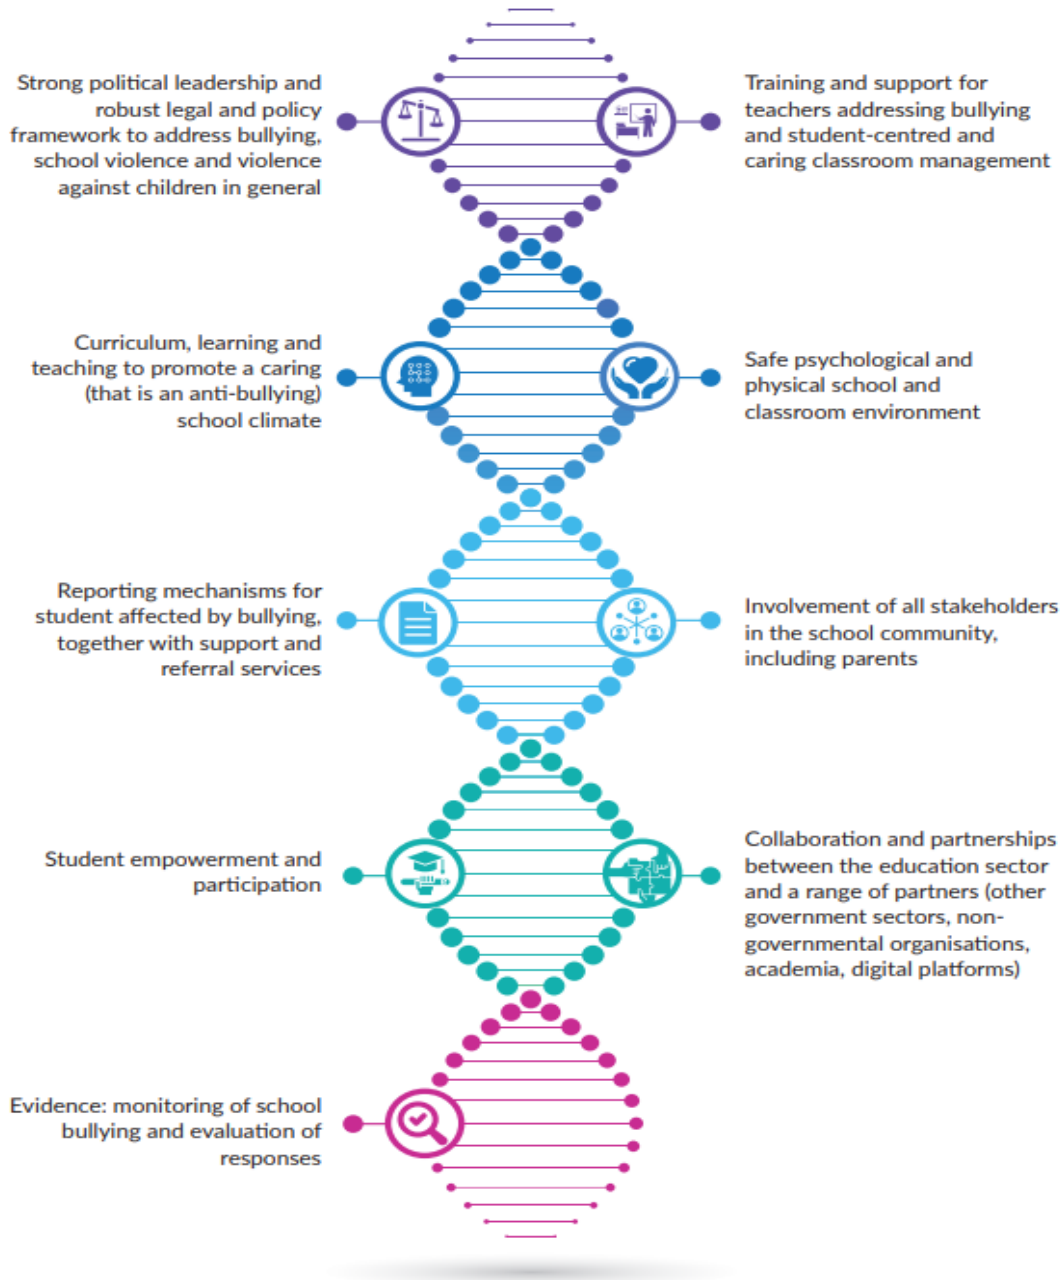 Strong political leadership and
robust legal and policy
framework to address bullying,
school violence and violence
against children in general
Training and support for
teachers addressing bullying
and student-centred and
caring classroom management
Curriculum, learning and
teaching to promote a caring
(that is an anti-bullying)
school climate
Safe psychological and
physical school and
classroom environment
Reporting mechanisms for
student affected by bullying,
together with support and
referral services
Involvement of all stakeholders
in the school community,
including parents
Student empowerment and
participation
Collaboration and partnerships
between the education sector
and a range of partners (other
government sectors, non-
governmental organisations,
academia, digital platforms)
Evidence: monitoring of school
bullying and evaluation of
responses